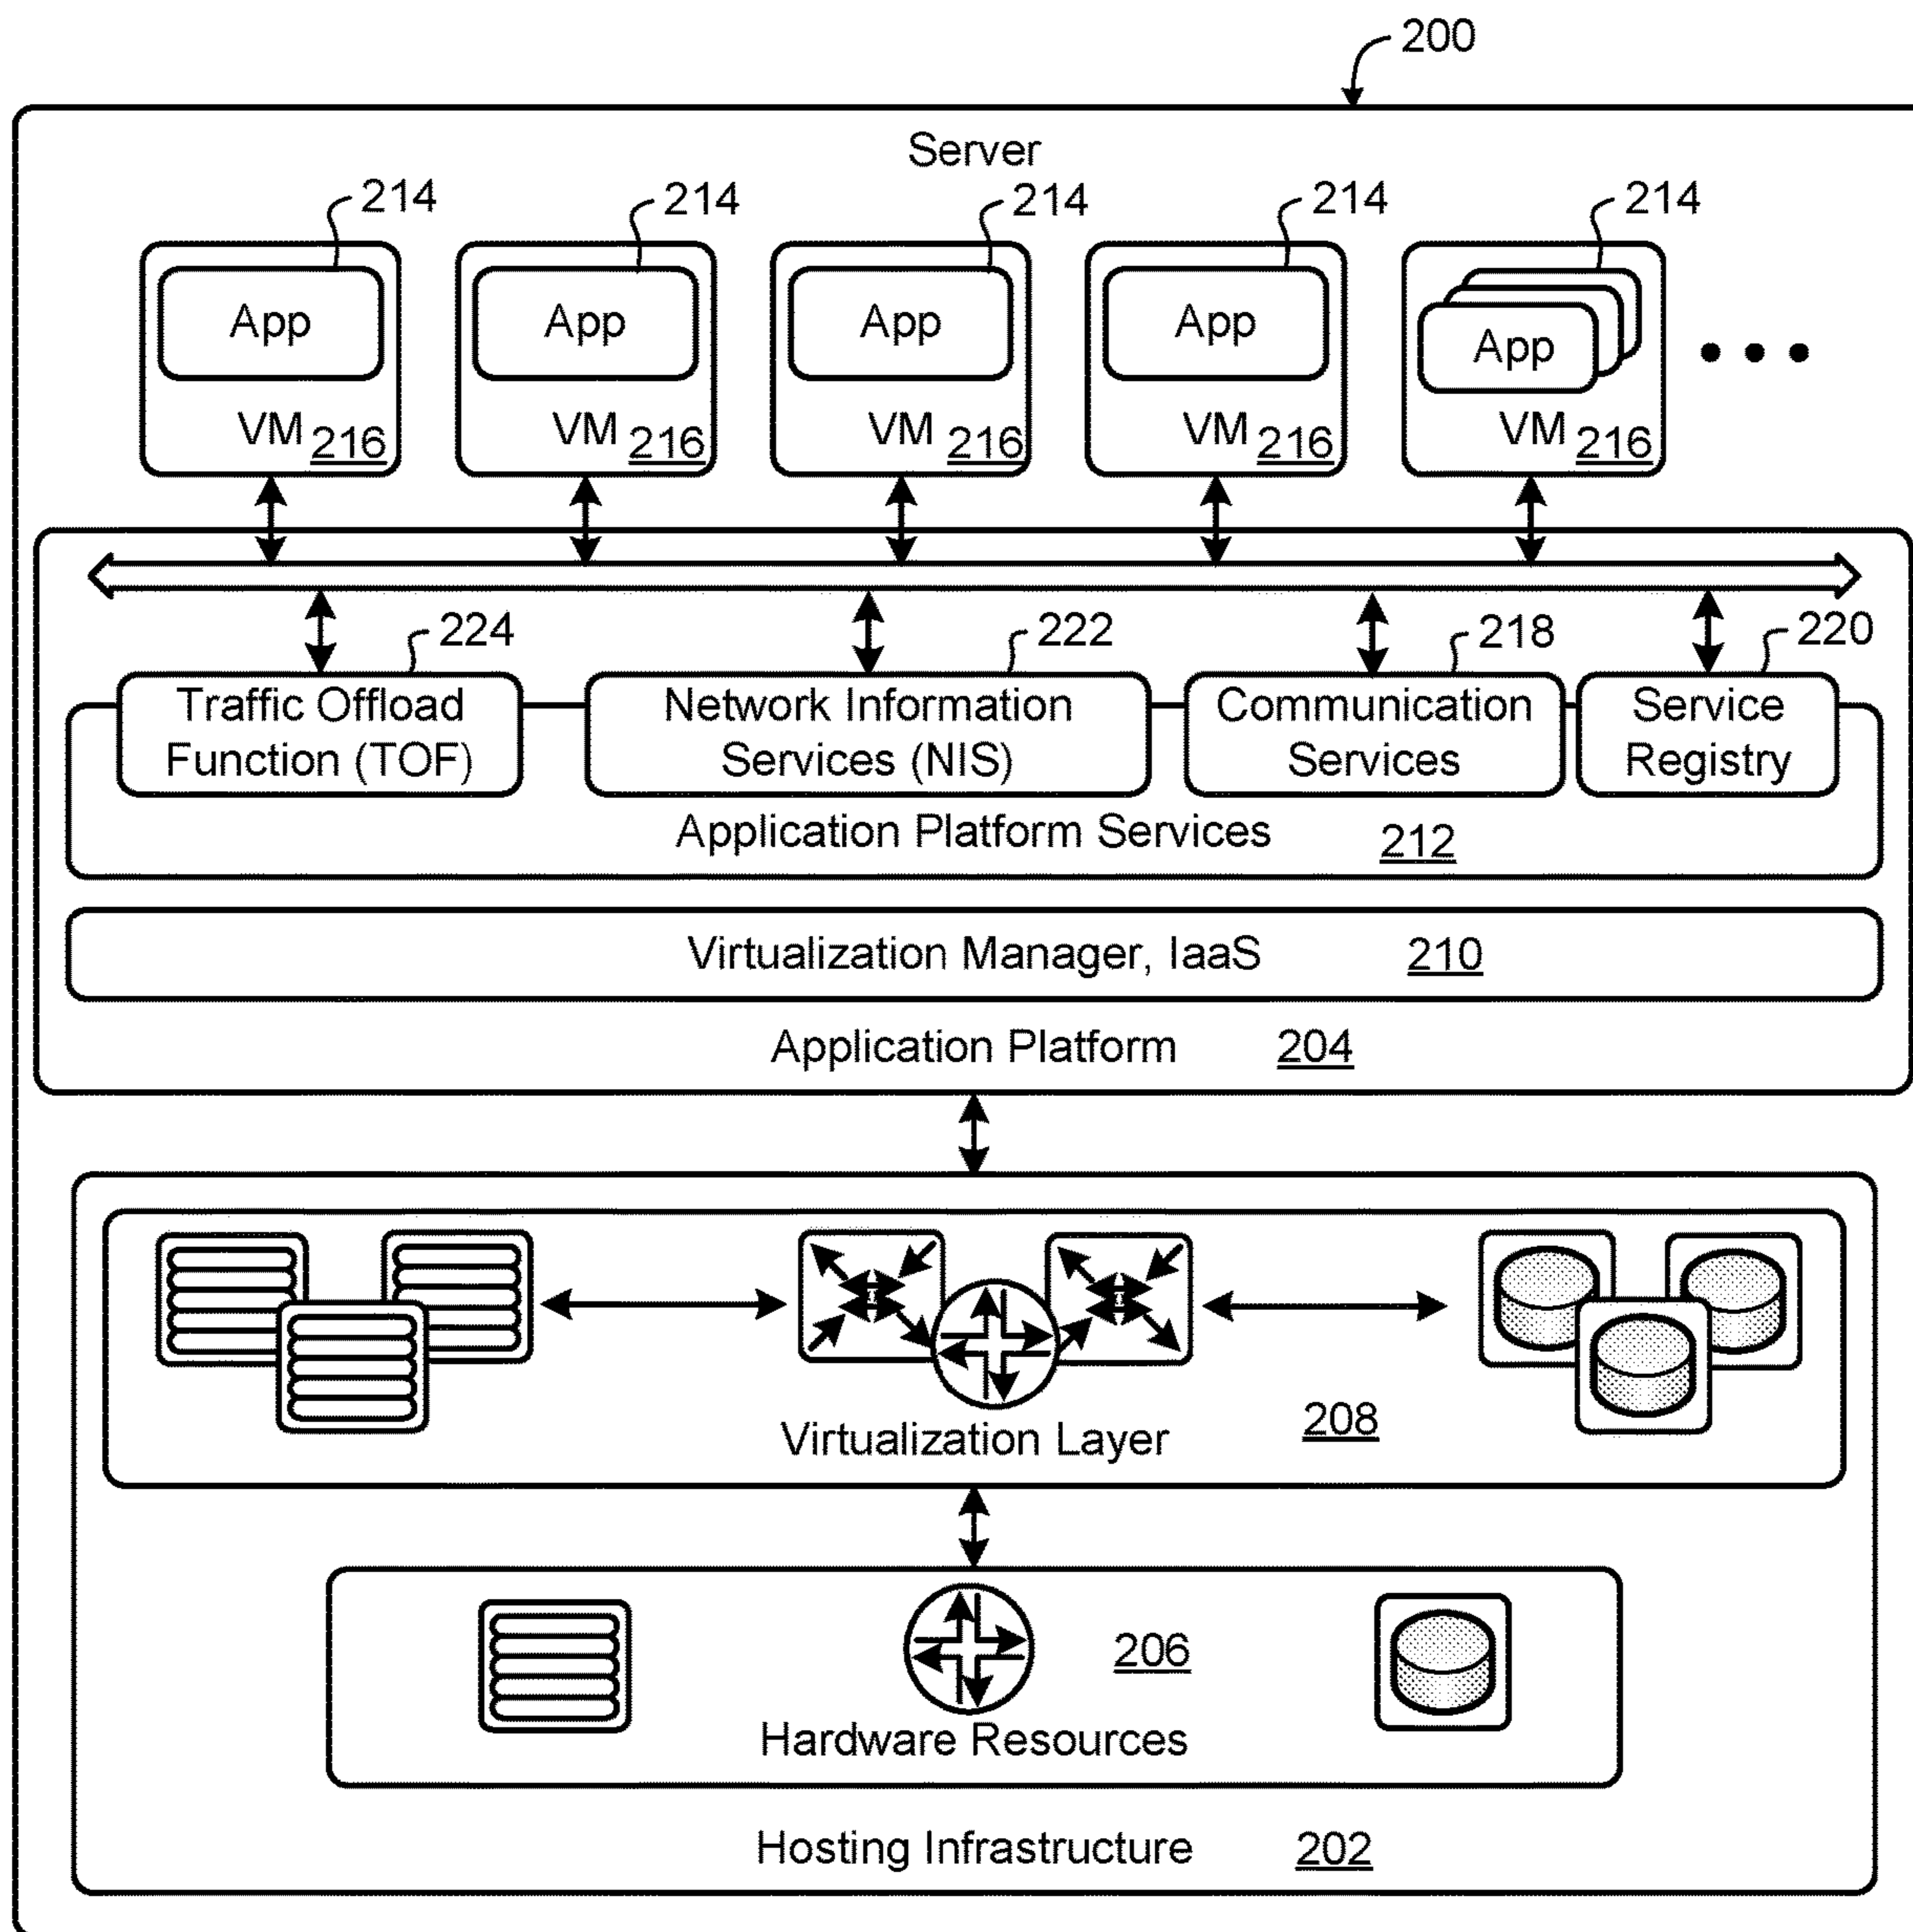 200
Server
214 214 214 214 214
App App App App App
VM 216 VM 216 VM 216 VM 216 VM 216
224 222 218 220
Traffic Offload
Function (TOF)
Network Information
Services (NIS)
Communication
Services
Service
Registry
Application Platform Services 212
Virtualization Manager, IaaS 210
Application Platform 204
Virtualization Layer 208
206
Hardware Resources
Hosting Infrastructure 202